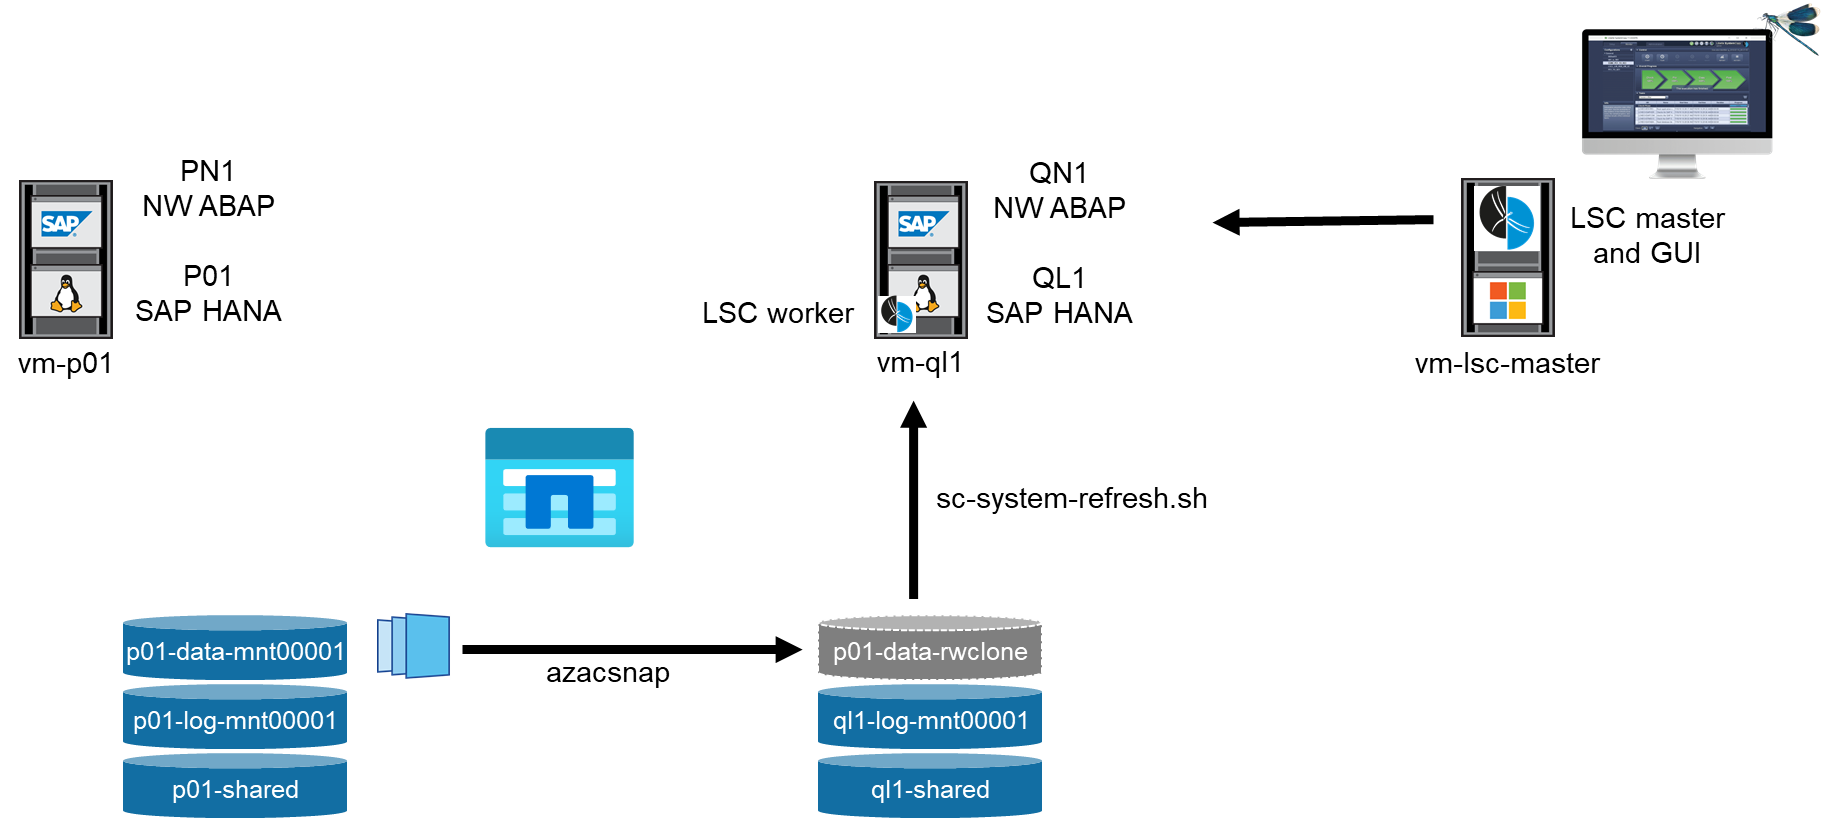 PN1
NW ABAP
SAP
P01
SAP HANA
vm-p01
QN1
NW ABAP
SAP
QL1
SAP HANA
LSC worker
vm-ql1
LSC master
and GUI
vm-lsc-master
sc-system-refresh.sh
p01-data-mnt00001
azacsnap
p01-data-rwclone
p01-log-mnt00001
ql1-log-mnt00001
p01-shared
ql1-shared